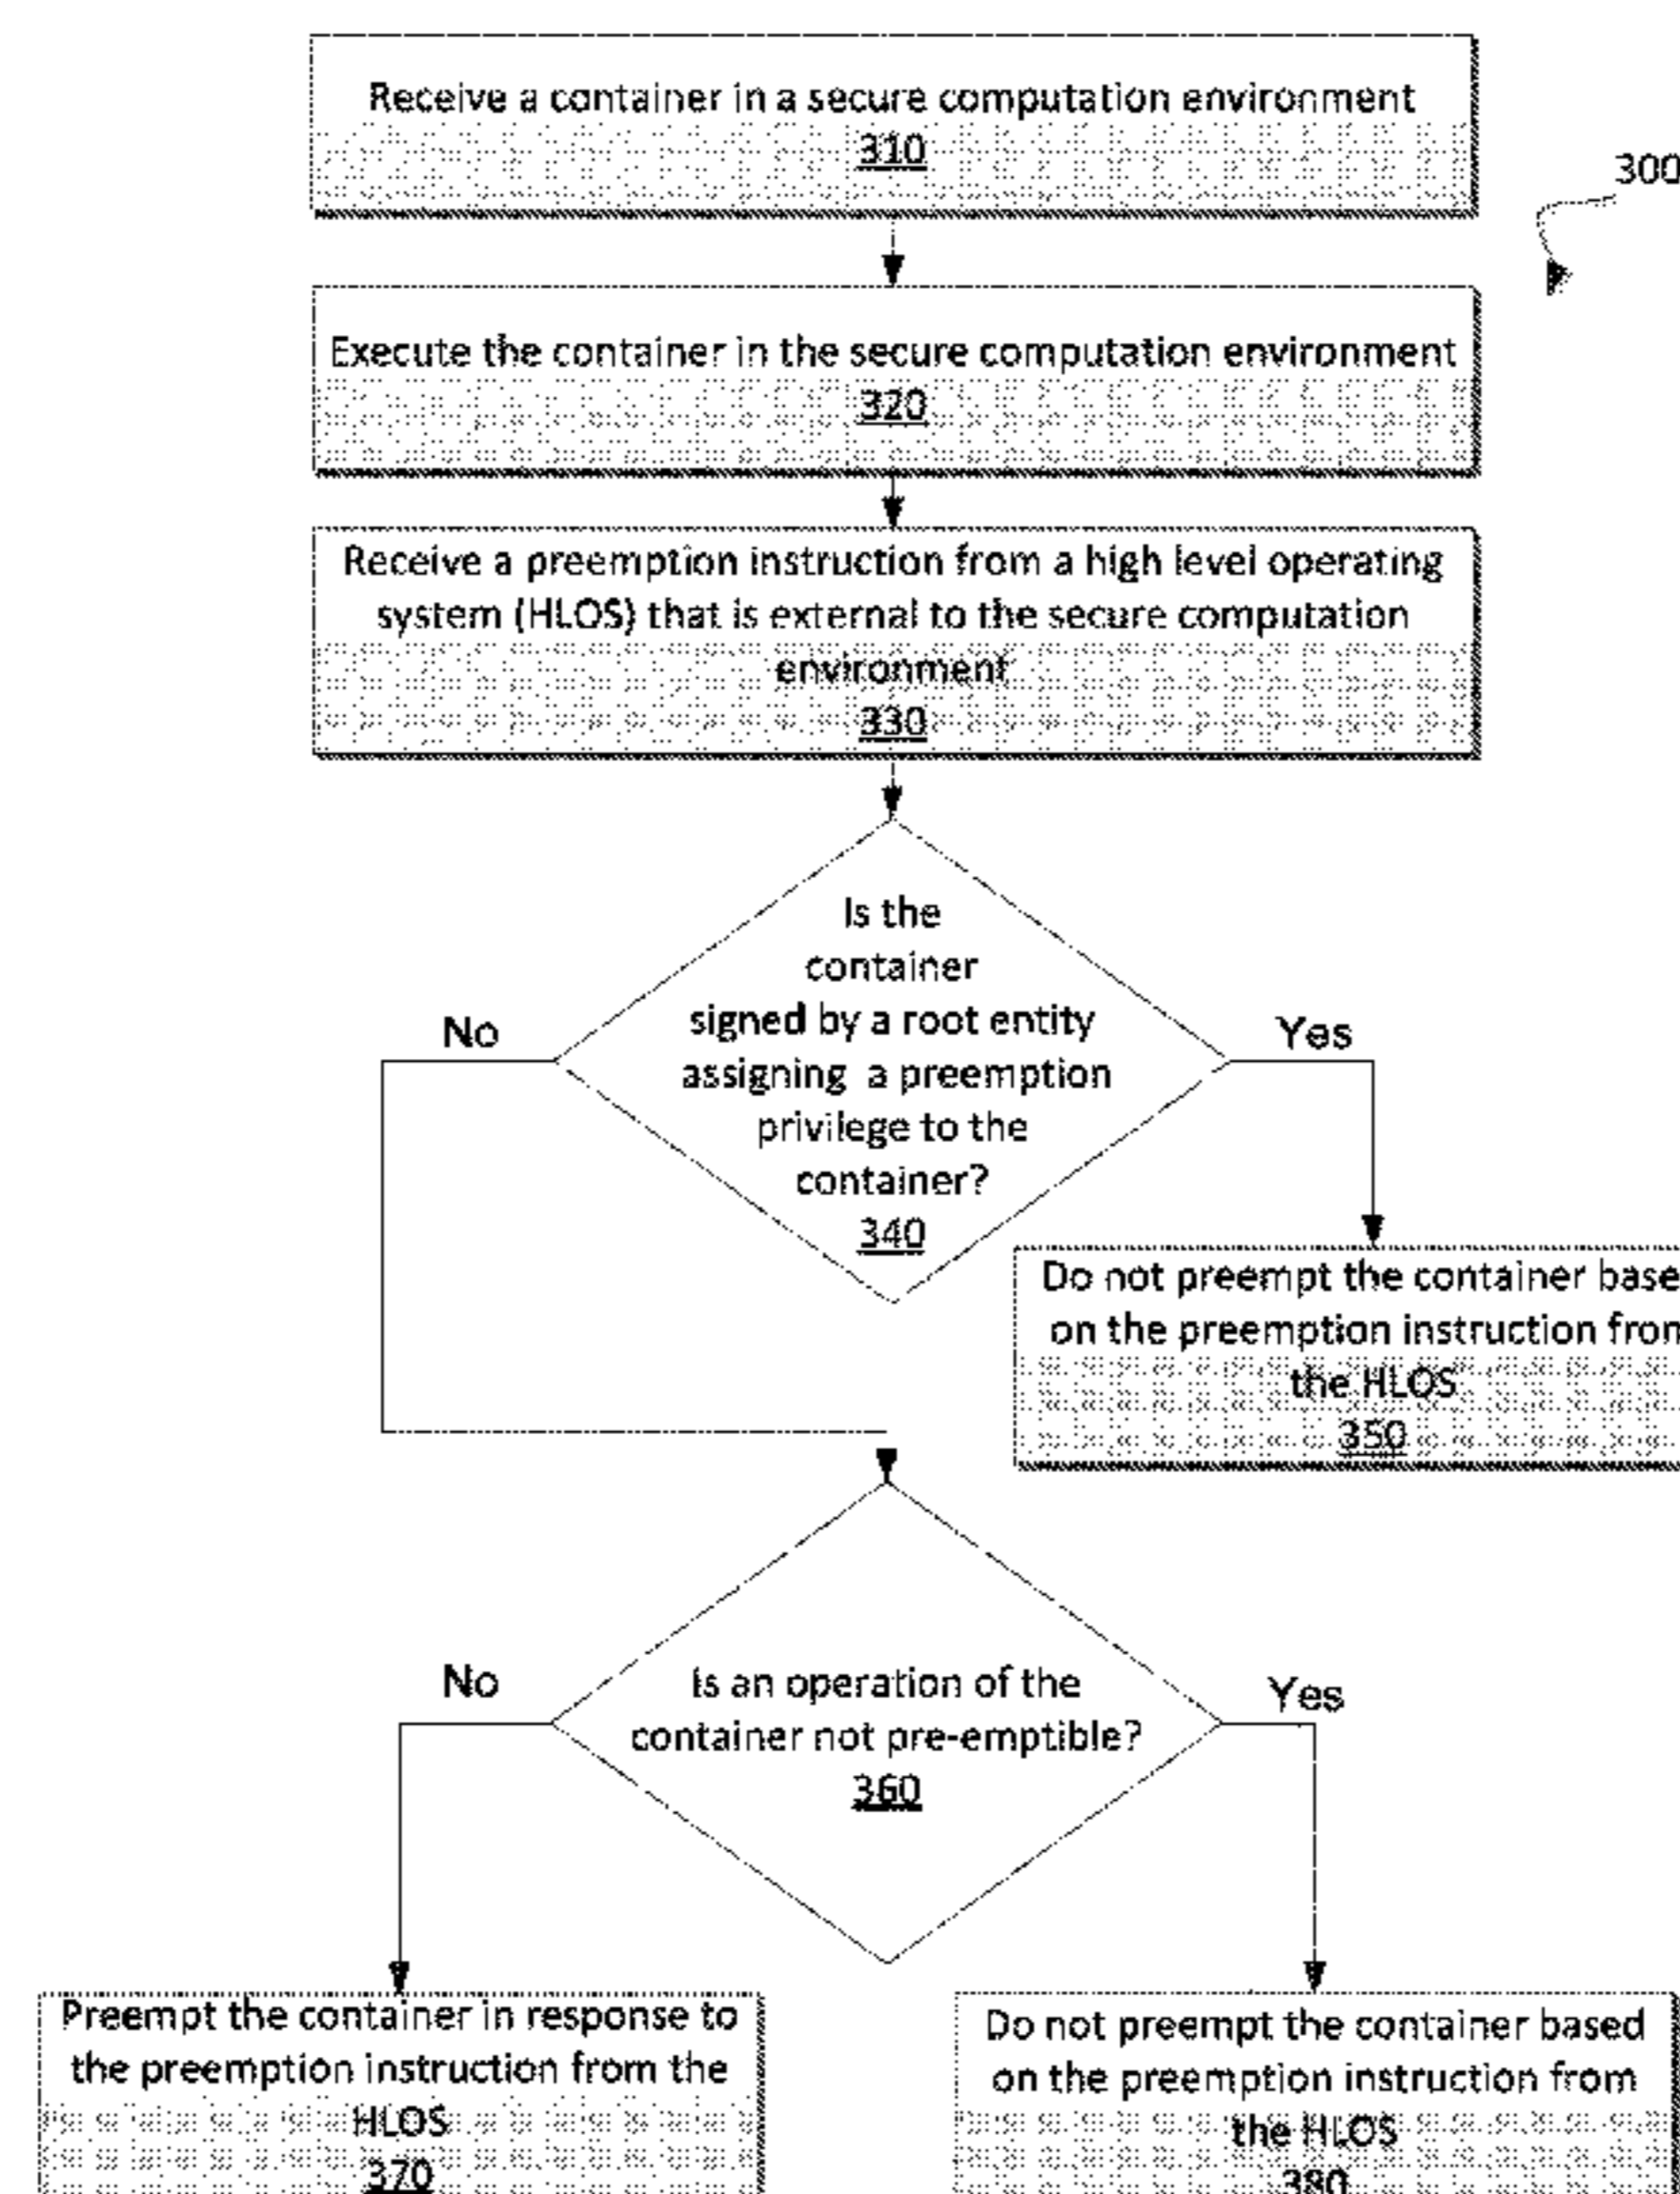 Receive a container in a secure computation environment
310
300
Execute the container in the secure computation environment
320
Receive a preemption instruction from a high level operating
system (HLOS) that is external to the secure computation
environment
330
Is the
container
signed by a root entity
assigning a preemption
privilege to the
container?
340
No
Yes
Do not preempt the container base
on the preemption instruction from
the HLOS
350
Is an operation of the
container not pre-emptible?
360
No
Yes
Preempt the container in response to
the preemption instruction from the
HLOS
370
Do not preempt the container based
on the preemption instruction from
the HLOS
380